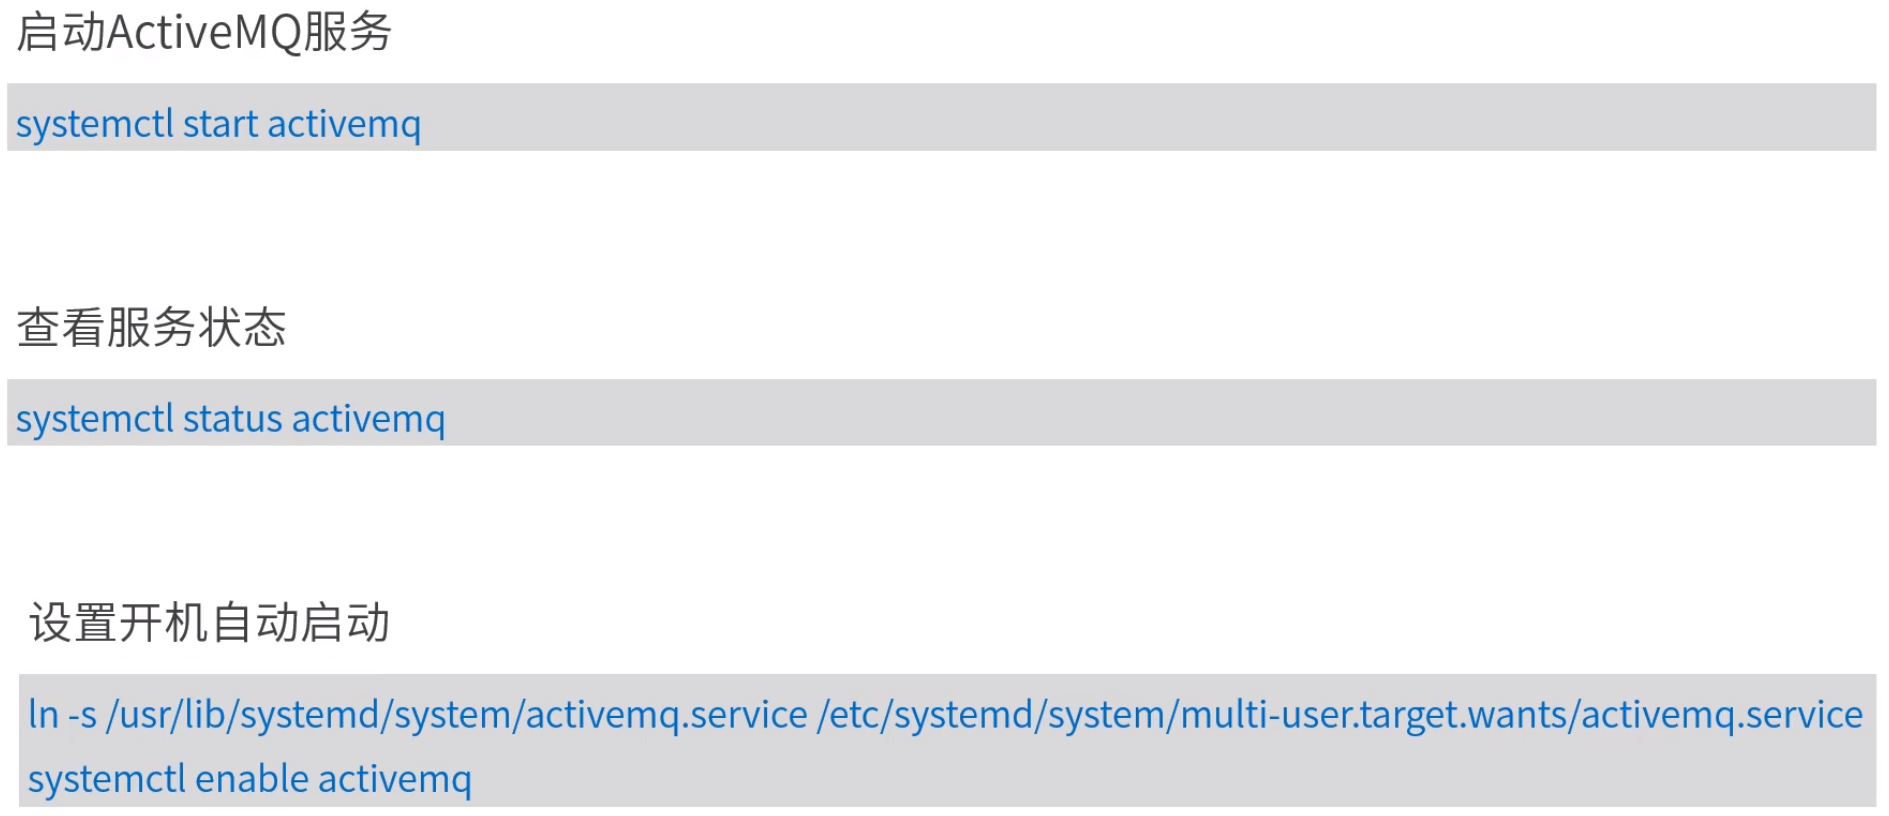 启动ActiveMQ服务
systemctl start activemq
查看服务状态
systemctl status activemq
设置开机自动启动
ln -s /usr/lib/systemd/system/activemq.service /etc/systemd/system/multi-user.target.wants/activemq.service
systemctl enable activemq